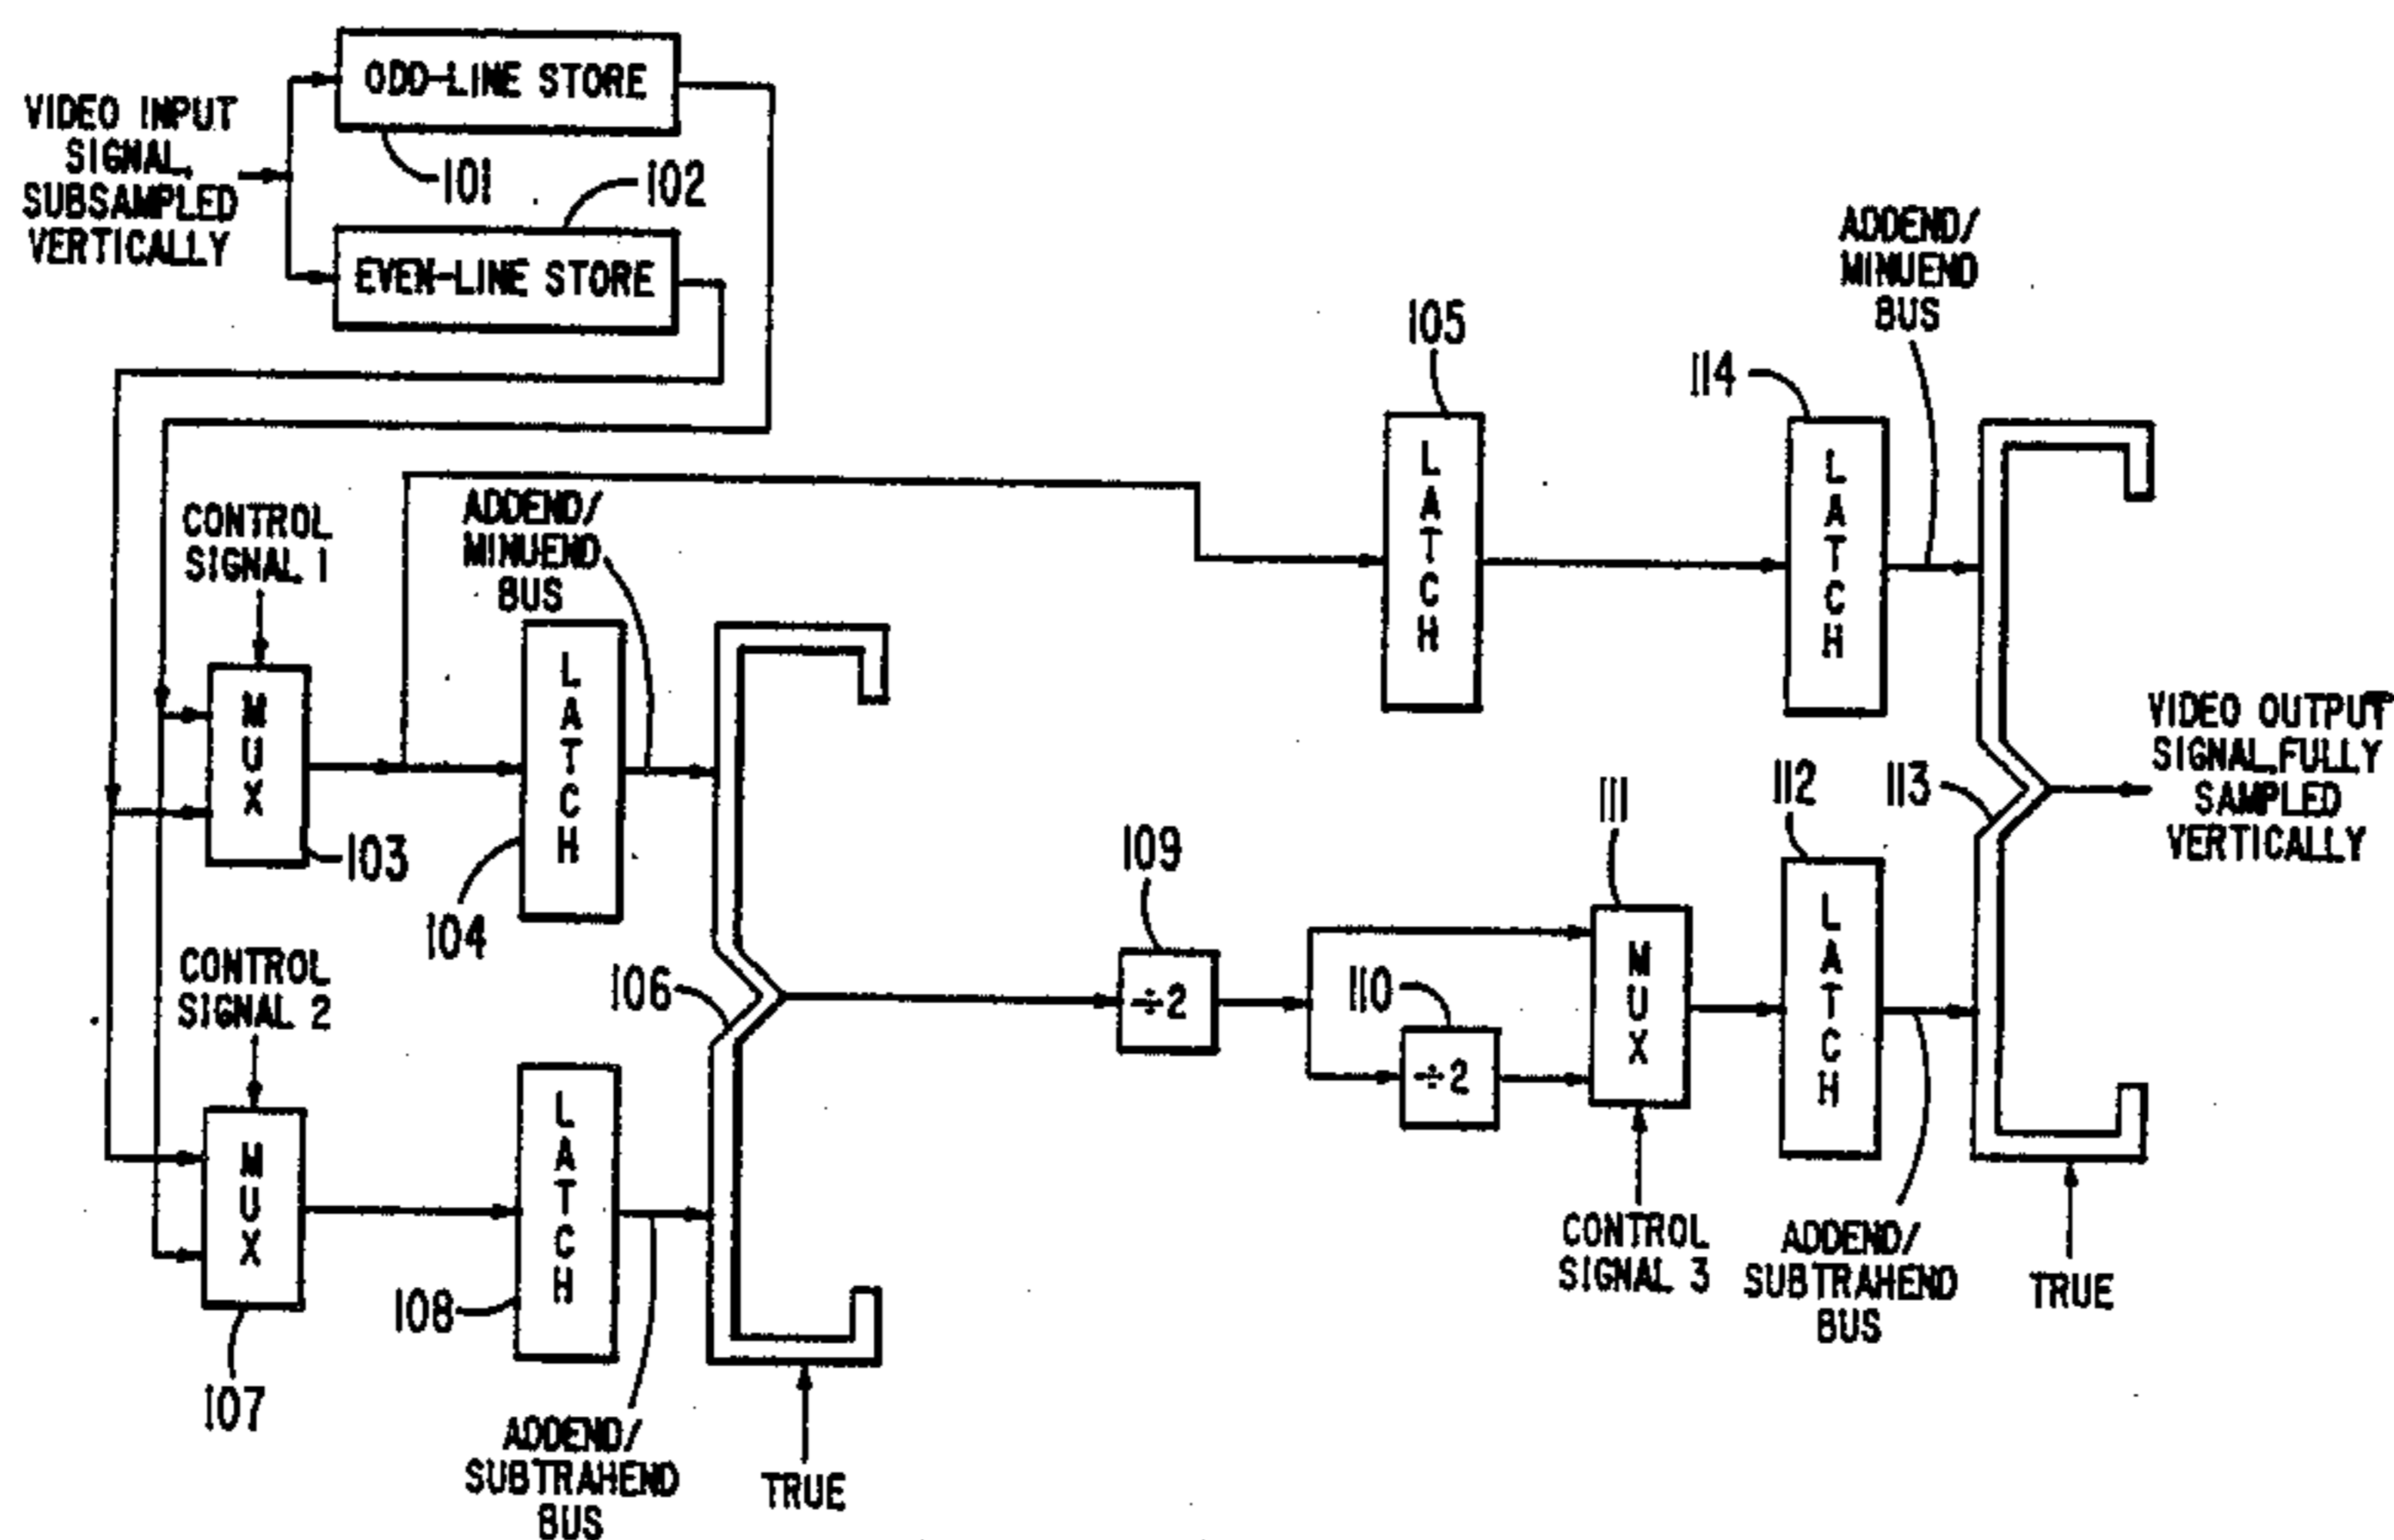 ODD-LINE STORE
VIDEO INPUT
SIGNAL,
SUBSAMPLED
VERTICALLY
101
102
EVEN-LINE STORE
ADDEND/
MINUEND
BUS
105
114
LATCH
LATCH
CONTROL
SIGNAL 1
ADDEND/
MINUEND
BUS
LATCH
MUX
103
104
VIDEO OUTPUT
SIGNAL, FULLY
SAMPLED
VERTICALLY
111
112
113
109
÷2
110
÷2
MUX
LATCH
CONTROL
SIGNAL 2
106
MUX
LATCH
107
108
CONTROL
SIGNAL 3
ADDEND/
SUBTRAHEND
BUS
TRUE
ADDEND/
SUBTRAHEND
BUS
TRUE